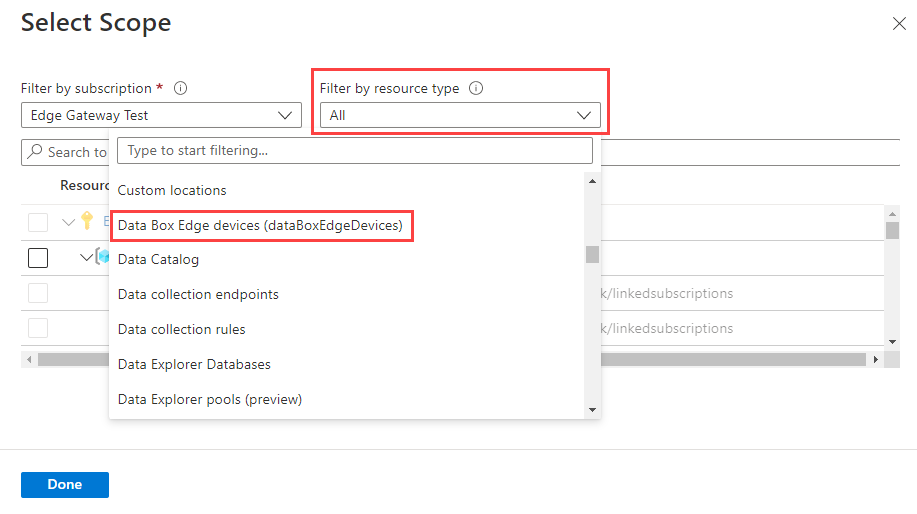 Select Scope
Filter by subscription *
Filter by resource type
Edge Gateway Test
All
Search to
Type to start filtering...
Resourc
Custom locations
E
Data Box Edge devices (dataBoxEdgeDevices)
Data Catalog
Data collection endpoints
k/linkedsubscriptions
Data collection rules
k/linkedsubscriptions
Data Explorer Databases
Data Explorer pools (preview)
Done